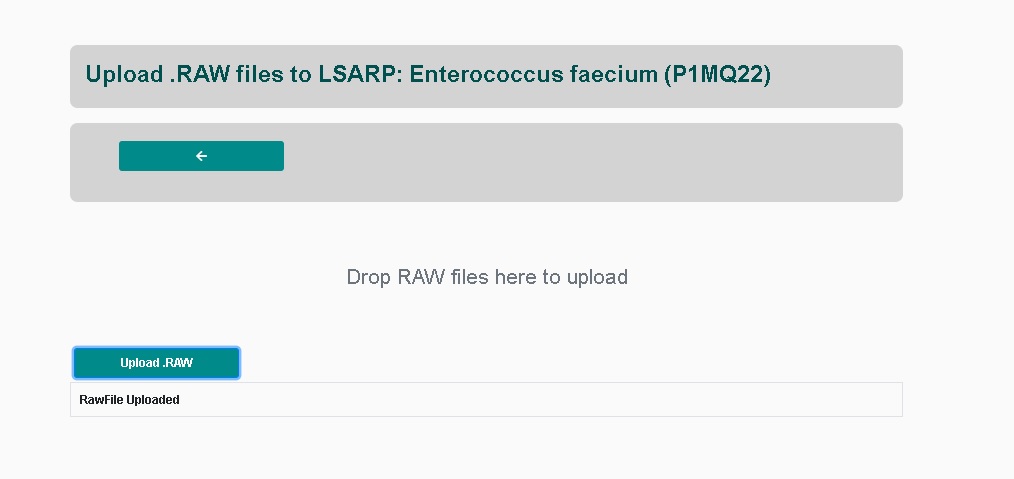 Upload .RAW files to LSARP: Enterococcus faecium (P1MQ22)
Drop RAW files here to upload
Upload .RAW
RawFile Uploaded